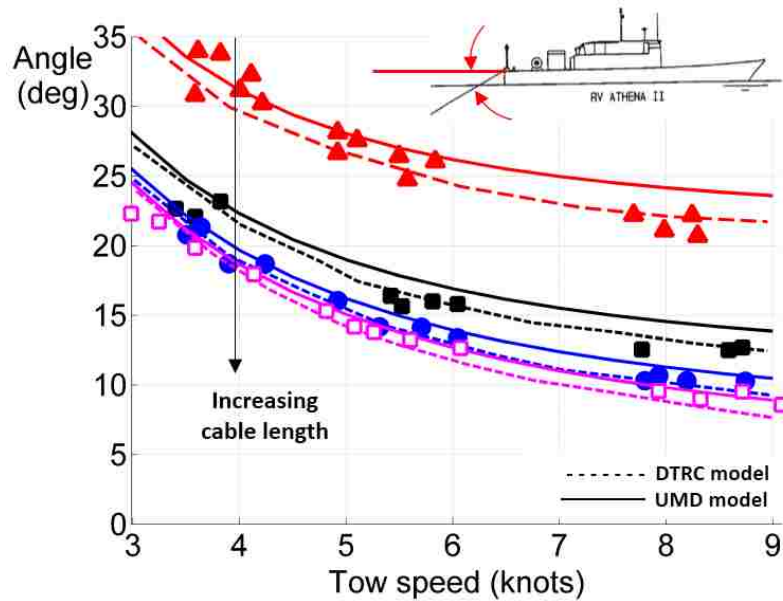 35
Angle
(deg)
30
25
20
15
10
5
0
RV ATHENA II
Increasing
cable length
DTRC model
UMD model
3 4 5 6 7 8 9
Tow speed (knots)